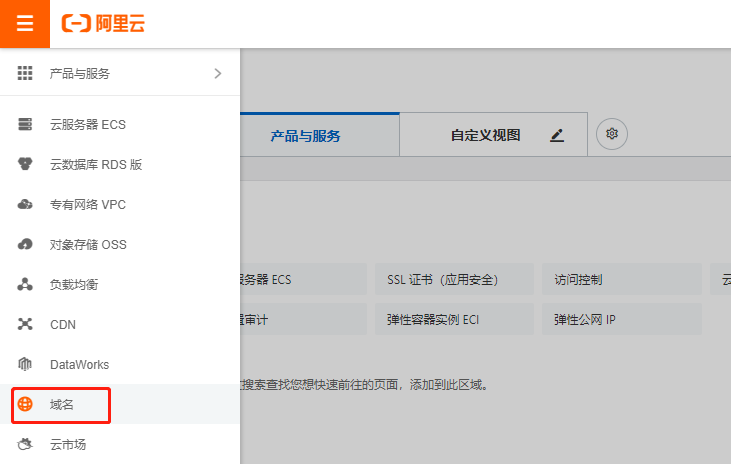 阿里云
产品与服务
云服务器 ECS
云数据库 RDS 版
专有网络 VPC
对象存储 OSS
负载均衡
CDN
DataWorks
域名
云市场
产品与服务
自定义视图
服务器 ECS
SSL 证书（应用安全）
访问控制
云
审计
弹性容器实例 ECI
弹性公网 IP
搜索查找您想快速前往的页面，添加到此区域。